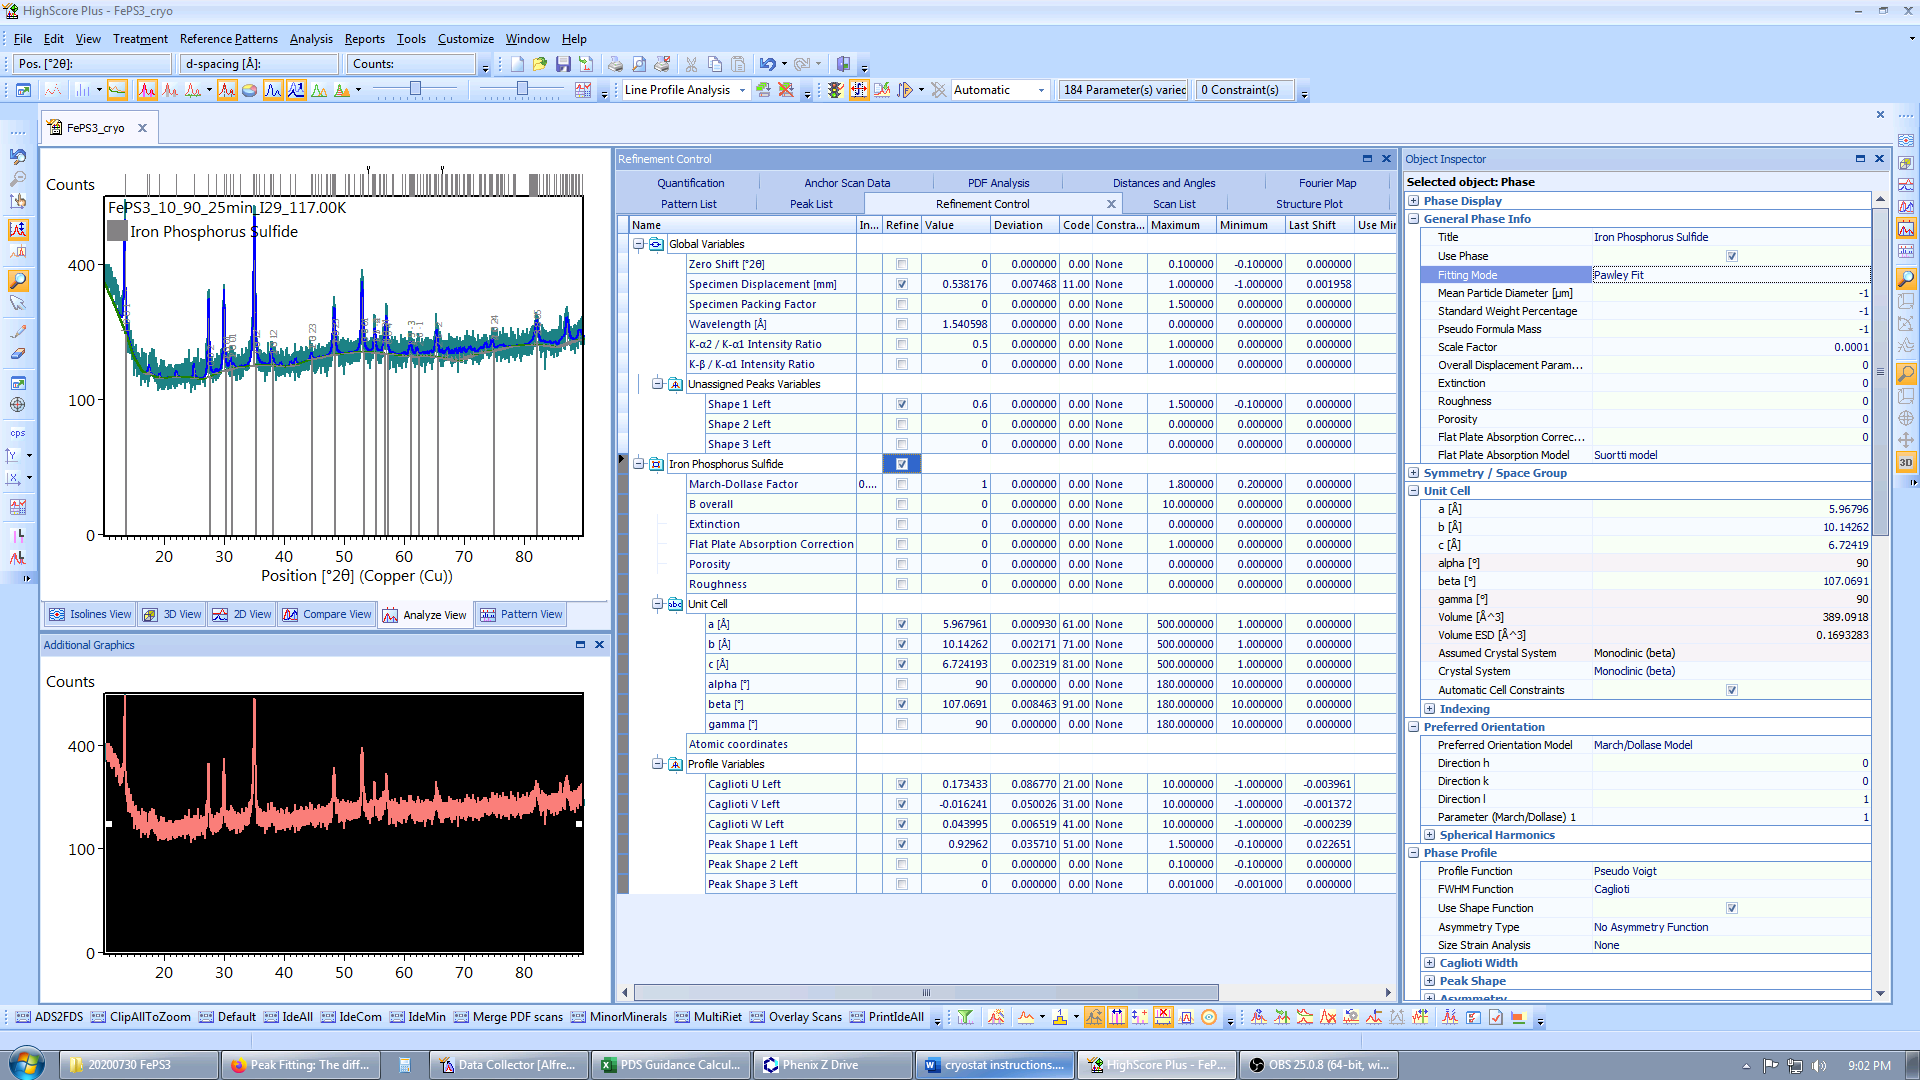 HighScore Plus - FePS3_cryo
File Edit View Treatment Reference Patterns Analysis Reports Tools Customize Window Help
Pos. [°2θ]: d-spacing [Å]: Counts:
Line Profile Analysis Automatic 184 Parameter(s) varied 0 Constraint(s)
FePS3_cryo
Counts
FePS3_10_90_25min_I29_117.00K
Iron Phosphorus Sulfide
400
100
0
20 30 40 50 60 70 80
Position [°2θ] (Copper (Cu))
Isolines View 3D View 2D View Compare View Analyze View Pattern View
Additional Graphics
Counts
400
100
0
20 30 40 50 60 70 80
Refinement Control
Quantification Anchor Scan Data PDF Analysis Distances and Angles Fourier Map
Pattern List Peak List Refinement Control Scan List Structure Plot
Name In... Refine Value Deviation Code Constra... Maximum Minimum Last Shift Use Mir
Global Variables
Zero Shift [°2θ] 0 0.000000 0.00 None 0.100000 -0.100000 0.000000
Specimen Displacement [mm] 0.538176 0.007468 11.00 None 1.000000 -1.000000 0.001958
Specimen Packing Factor 0 0.000000 0.00 None 1.500000 0.000000 0.000000
Wavelength [Å] 1.540598 0.000000 0.00 None 0.000000 0.000000 0.000000
K-α2 / K-α1 Intensity Ratio 0.5 0.000000 0.00 None 1.000000 0.000000 0.000000
K-β / K-α1 Intensity Ratio 0 0.000000 0.00 None 1.000000 0.000000 0.000000
Unassigned Peaks Variables
Shape 1 Left 0.6 0.000000 0.00 None 1.500000 -0.100000 0.000000
Shape 2 Left 0 0.000000 0.00 None 0.000000 0.000000 0.000000
Shape 3 Left 0 0.000000 0.00 None 0.000000 0.000000 0.000000
Iron Phosphorus Sulfide
March-Dollase Factor 0.... 1 0.000000 0.00 None 1.800000 0.200000 0.000000
B overall 0 0.000000 0.00 None 10.000000 0.000000 0.000000
Extinction 0 0.000000 0.00 None 0.000000 0.000000 0.000000
Flat Plate Absorption Correction 0 0.000000 0.00 None 1.000000 0.000000 0.000000
Porosity 0 0.000000 0.00 None 0.000000 0.000000 0.000000
Roughness 0 0.000000 0.00 None 0.000000 0.000000 0.000000
Unit Cell
a [Å] 5.967961 0.000930 61.00 None 500.000000 1.000000 0.000000
b [Å] 10.14262 0.002171 71.00 None 500.000000 1.000000 0.000000
c [Å] 6.724193 0.002319 81.00 None 500.000000 1.000000 0.000000
alpha [°] 90 0.000000 0.00 None 180.000000 10.000000 0.000000
beta [°] 107.0691 0.008463 91.00 None 180.000000 10.000000 0.000000
gamma [°] 90 0.000000 0.00 None 180.000000 10.000000 0.000000
Atomic coordinates
Profile Variables
Caglioti U Left 0.173433 0.086770 21.00 None 10.000000 -1.000000 -0.003961
Caglioti V Left -0.016241 0.050026 31.00 None 10.000000 -1.000000 -0.001372
Caglioti W Left 0.043995 0.006519 41.00 None 10.000000 -1.000000 -0.000239
Peak Shape 1 Left 0.92962 0.035710 51.00 None 1.500000 -0.100000 0.022651
Peak Shape 2 Left 0 0.000000 0.00 None 0.100000 -0.100000 0.000000
Peak Shape 3 Left 0 0.000000 0.00 None 0.001000 -0.001000 0.000000
Object Inspector
Selected object: Phase
Phase Display
General Phase Info
Title Iron Phosphorus Sulfide
Use Phase
Fitting Mode Pawley Fit
Mean Particle Diameter [µm] -1
Standard Weight Percentage -1
Pseudo Formula Mass -1
Scale Factor 0.0001
Overall Displacement Param... 0
Extinction 0
Roughness 0
Porosity 0
Flat Plate Absorption Correc... 0
Flat Plate Absorption Model Suortti model
Symmetry / Space Group
Unit Cell
a [Å] 5.96796
b [Å] 10.14262
c [Å] 6.72419
alpha [°] 90
beta [°] 107.0691
gamma [°] 90
Volume [Å^3] 389.0918
Volume ESD [Å^3] 0.1693283
Assumed Crystal System Monoclinic (beta)
Crystal System Monoclinic (beta)
Automatic Cell Constraints
Indexing
Preferred Orientation
Preferred Orientation Model March/Dollase Model
Direction h 0
Direction k 0
Direction l 1
Parameter (March/Dollase) 1 1
Spherical Harmonics
Phase Profile
Profile Function Pseudo Voigt
FWHM Function Caglioti
Use Shape Function
Asymmetry Type No Asymmetry Function
Size Strain Analysis None
Caglioti Width
Peak Shape
Asymmetry
cps
3D
ADS2FDS ClipAllToZoom Default IdeAll IdeCom IdeMin Merge PDF scans MinorMinerals MultiRiet Overlay Scans PrintIdeAll
20200730 FePS3 Peak Fitting: The diff... Data Collector [Alfre... PDS Guidance Calcul... Phenix Z Drive cryostat instructions.... HighScore Plus - FeP... OBS 25.0.8 (64-bit, wi... 9:02 PM